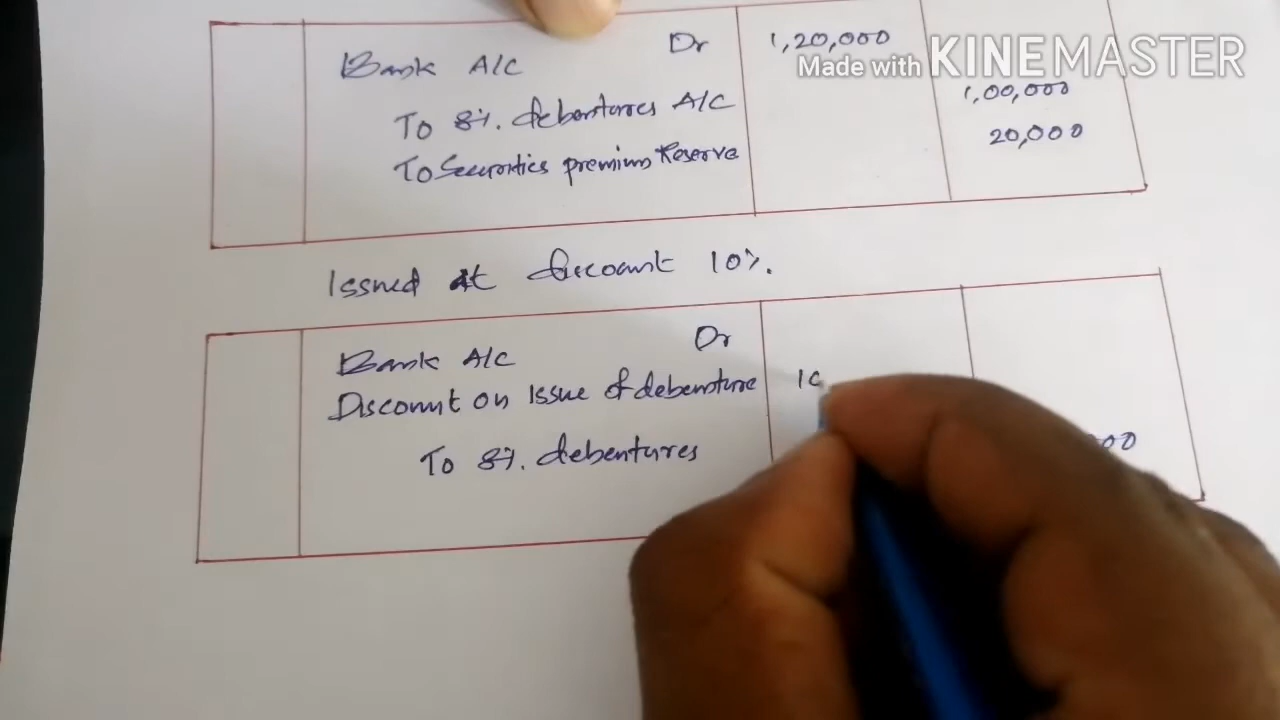 Bank A/C Dr 1,20,000
Made with KINEMASTER
To 8%. debentures A/C 1,00,000
To Securities premium Reserve 20,000
Issued At discount 10%.
Bank A/C Dr
Discount on Issue of debenture 10
To 8%. debentures